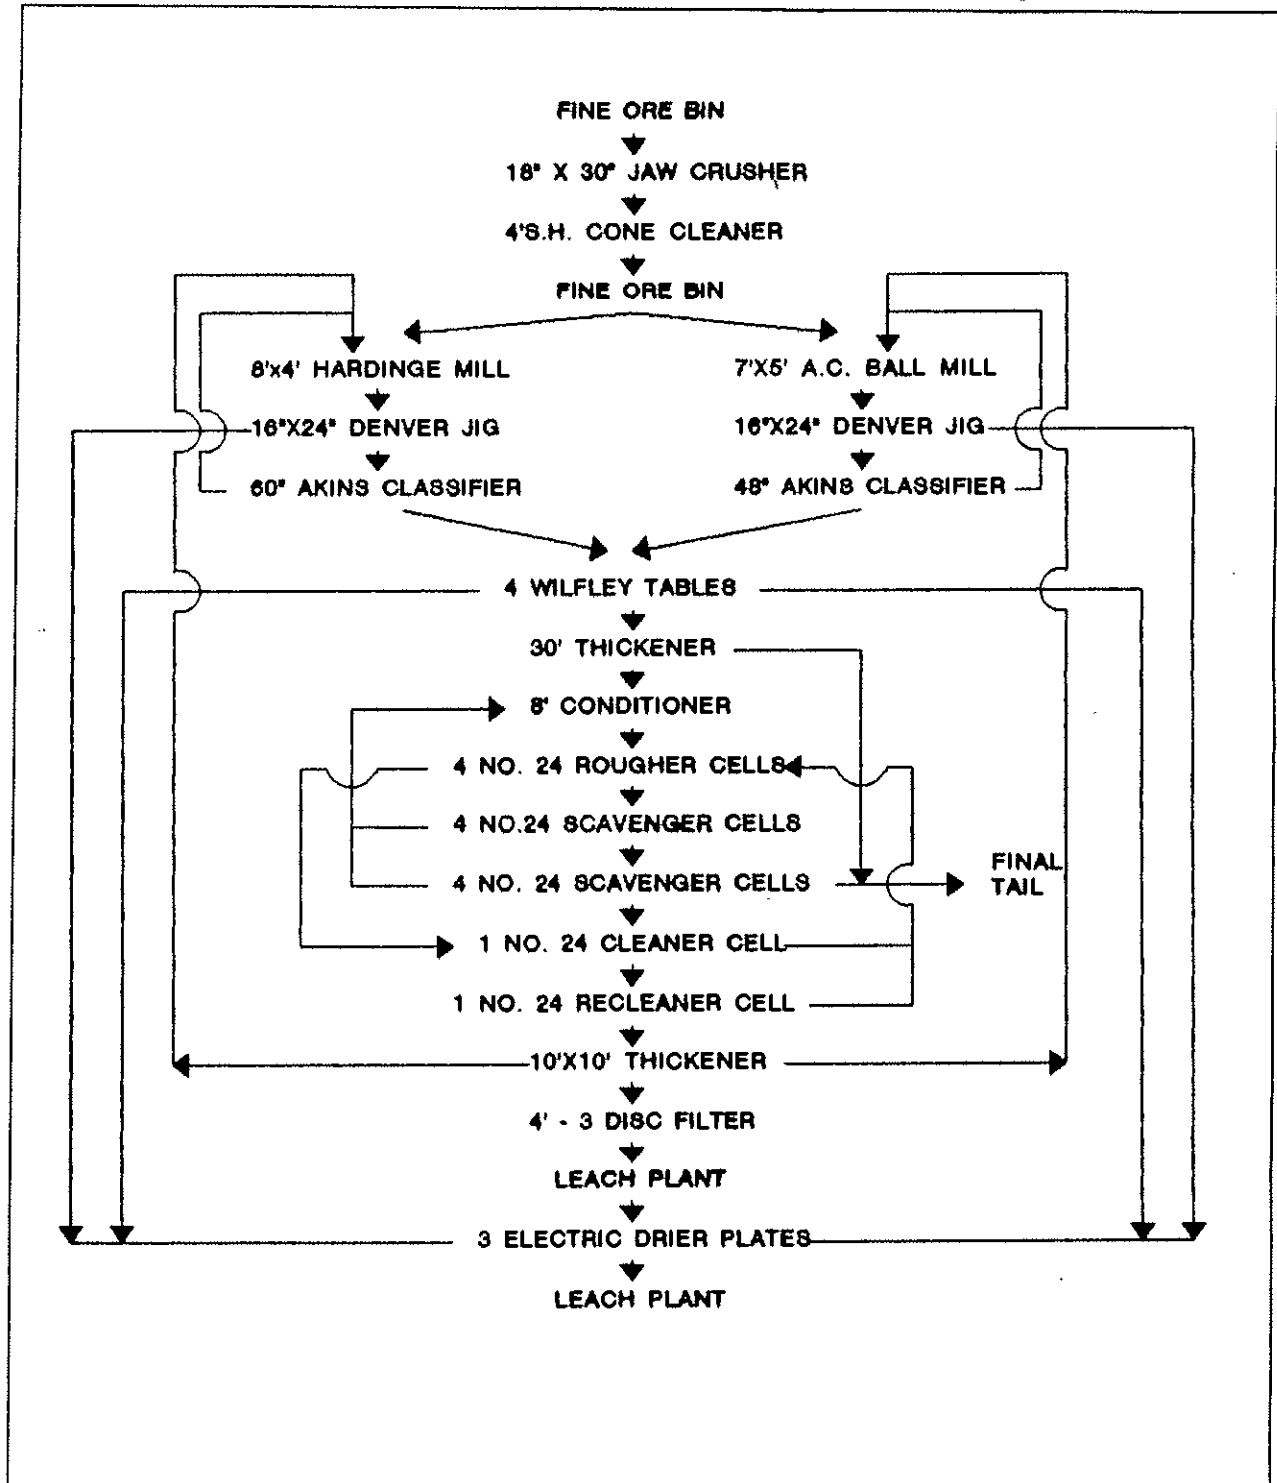 FINE ORE BIN
18" X 30" JAW CRUSHER
4'S.H. CONE CLEANER
FINE ORE BIN
8'x4' HARDINGE MILL
7'X5' A.C. BALL MILL
16"X24" DENVER JIG
16"X24" DENVER JIG
60" AKINS CLASSIFIER
48" AKINS CLASSIFIER
4 WILFLEY TABLES
30' THICKENER
8' CONDITIONER
4 NO. 24 ROUGHER CELLS
4 NO.24 SCAVENGER CELLS
4 NO. 24 SCAVENGER CELLS
FINAL
TAIL
1 NO. 24 CLEANER CELL
1 NO. 24 RECLEANER CELL
10'X10' THICKENER
4' - 3 DISC FILTER
LEACH PLANT
3 ELECTRIC DRIER PLATES
LEACH PLANT